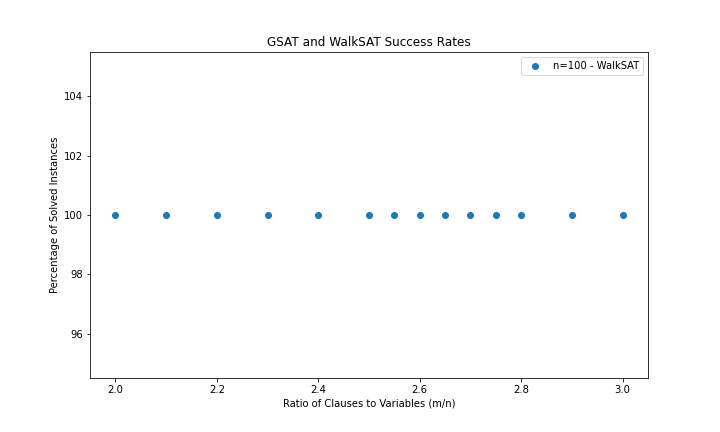 GSAT and WalkSAT Success Rates
n=100 - WalkSAT
Percentage of Solved Instances
104
102
100
98
96
2.0 2.2 2.4 2.6 2.8 3.0
Ratio of Clauses to Variables (m/n)